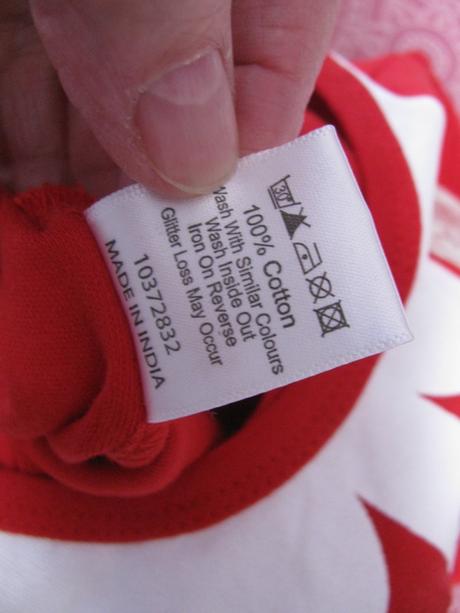 30°
100% Cotton
Wash With Similar Colours
Wash Inside Out
Iron On Reverse
Glitter Loss May Occur
10372832
MADE IN INDIA